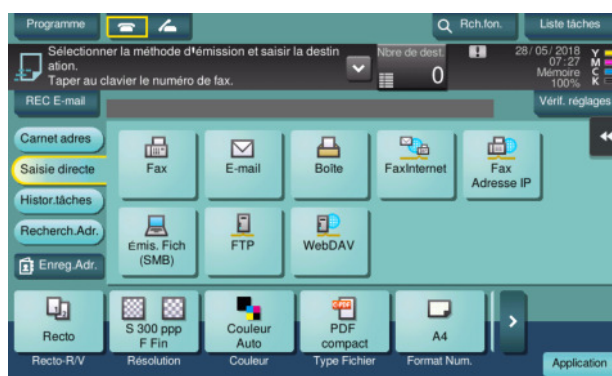 Programme
Rch.fon.
Liste tâches
Sélectionner la méthode d'émission et saisir la destin
ation.
Taper au clavier le numéro de fax.
Nbre de dest.
0
28/05/2018
07:27
Mémoire
100%
Y
M
C
K
REC E-mail
Vérif. réglages
Carnet adres
Saisie directe
Histor.tâches
Recherch.Adr.
Enreg.Adr.
Fax
E-mail
Boîte
FaxInternet
Fax
Adresse IP
Émis. Fich
(SMB)
FTP
WebDAV
Recto
S 300 ppp
F Fin
Couleur
Auto
PDF
compact
A4
Recto-R/V
Résolution
Couleur
Type Fichier
Format Num.
Application